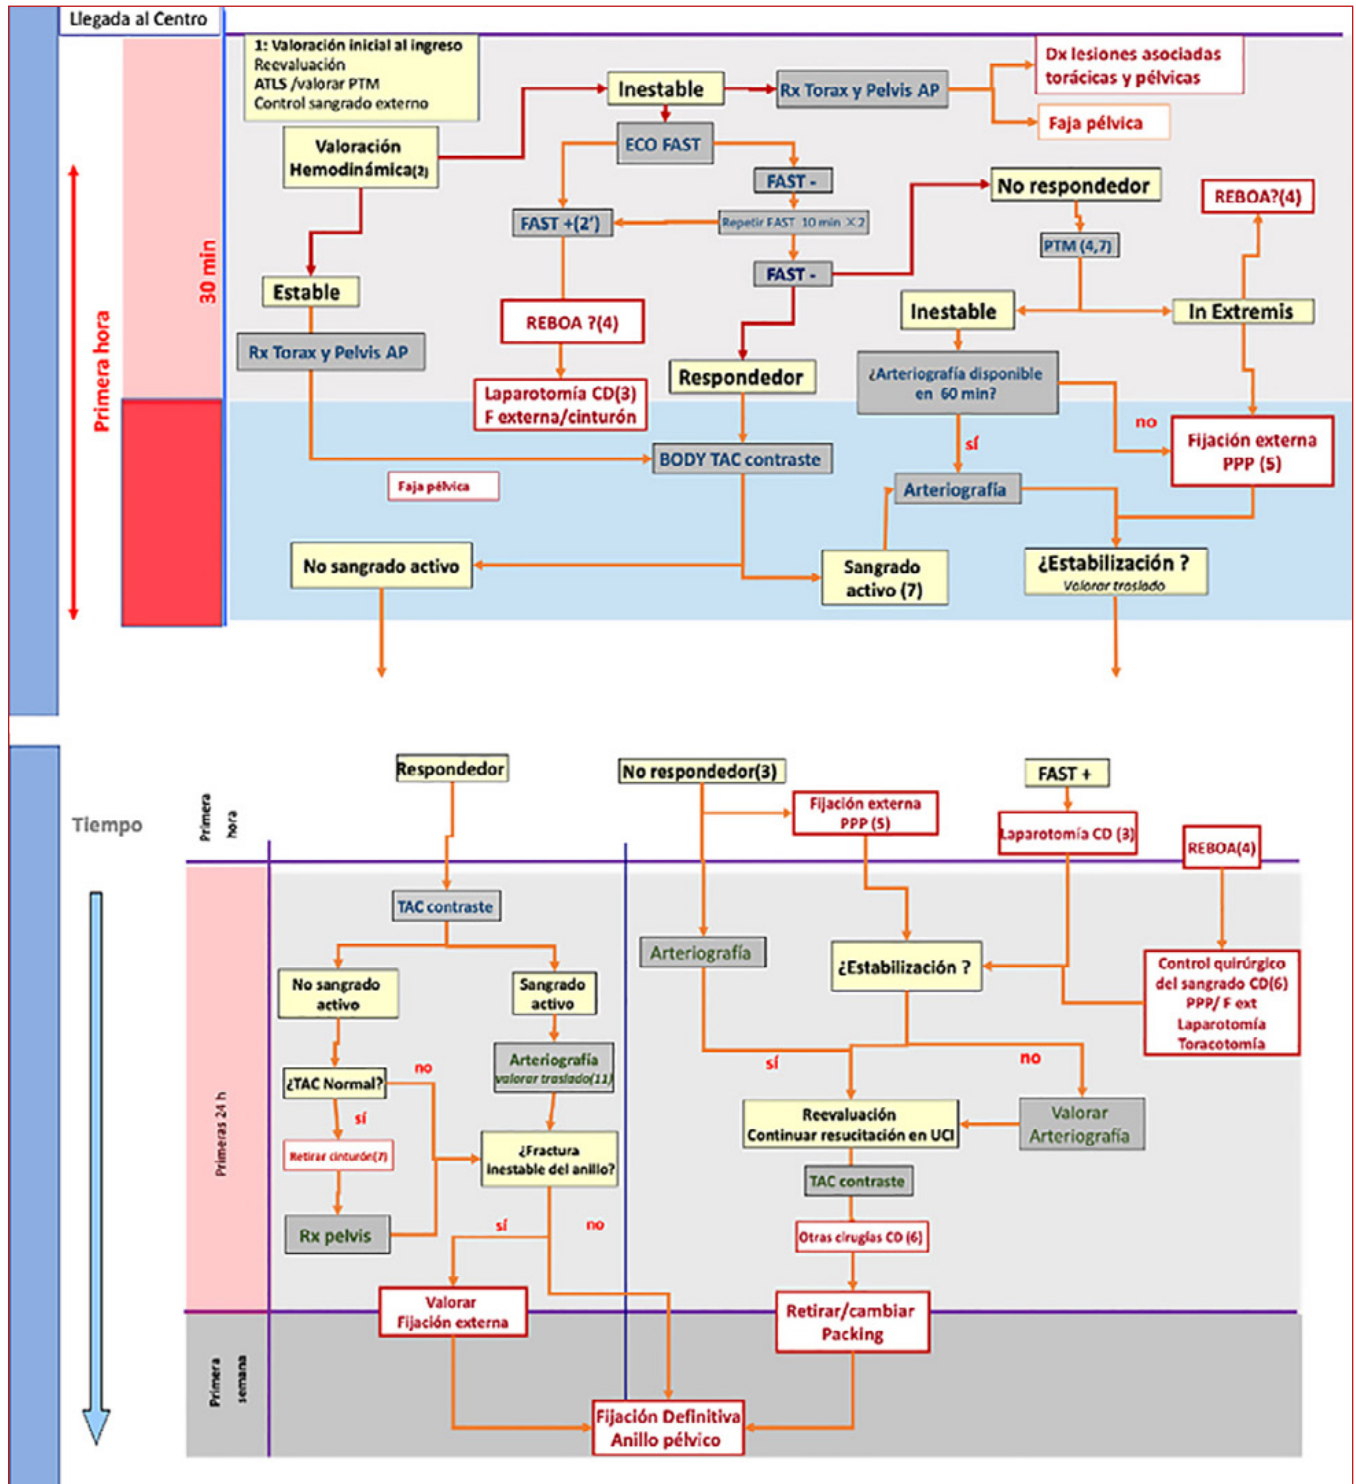 Llegada al Centro
1: Valoración inicial al ingreso
Reevaluación
ATLS /valorar PTM
Control sangrado externo
Inestable
Rx Torax y Pelvis AP
Dx lesiones asociadas
torácicas y pélvicas
Faja pélvica
Valoración
Hemodinámica(2)
ECO FAST
FAST -
FAST +(2')
Repetir FAST 10 min X2
FAST -
No respondedor
REBOA?(4)
PTM (4,7)
30 min
Primera hora
Estable
Rx Torax y Pelvis AP
REBOA ?(4)
Inestable
In Extremis
Laparotomía CD(3)
F externa/cinturón
Respondedor
¿Arteriografía disponible
en 60 min?
no
sí
Fijación externa
PPP (5)
BODY TAC contraste
Faja pélvica
Arteriografía
No sangrado activo
Sangrado
activo (7)
¿Estabilización ?
Valorar traslado
Tiempo
Primera
hora
Respondedor
No respondedor(3)
Fijación externa
PPP (5)
FAST +
Laparotomía CD (3)
REBOA(4)
Primeras 24 h
TAC contraste
Arteriografía
¿Estabilización ?
Control quirúrgico
del sangrado CD(6)
PPP/ F ext
Laparotomía
Toracotomía
No sangrado
activo
Sangrado
activo
¿TAC Normal?
no
sí
Arteriografía
valorar traslado(11)
sí
no
Retirar cinturón(7)
¿Fractura
inestable del anillo?
Reevaluación
Continuar resucitación en UCI
Valorar
Arteriografía
TAC contraste
Rx pelvis
sí
no
Otras cirugías CD (6)
Valorar
Fijación externa
Retirar/cambiar
Packing
Primera
semana
Fijación Definitiva
Anillo pélvico